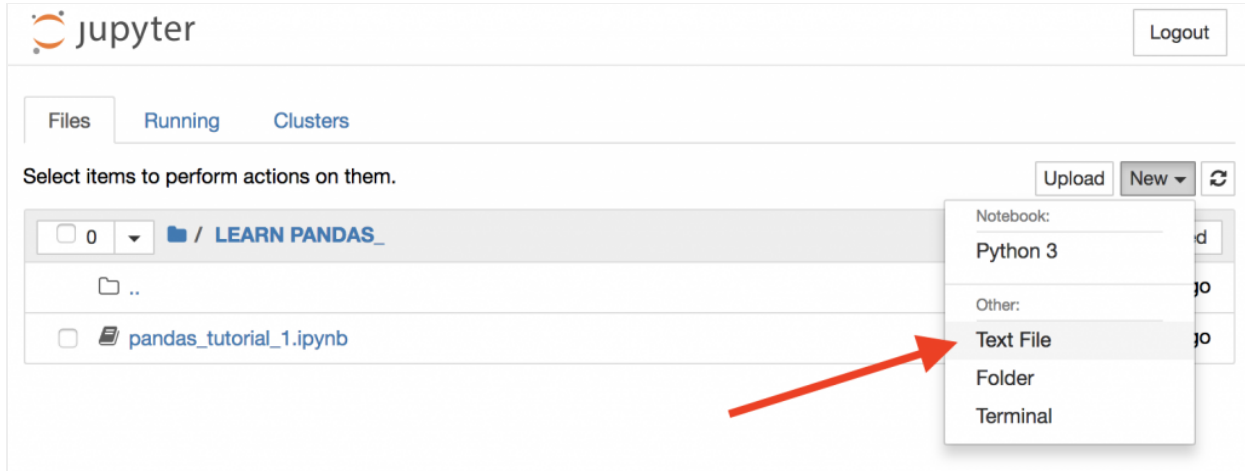 jupyter
Logout
Files Running Clusters
Select items to perform actions on them.
Upload New
0 / LEARN PANDAS_
..
pandas_tutorial_1.ipynb
Notebook:
Python 3
Other:
Text File
Folder
Terminal